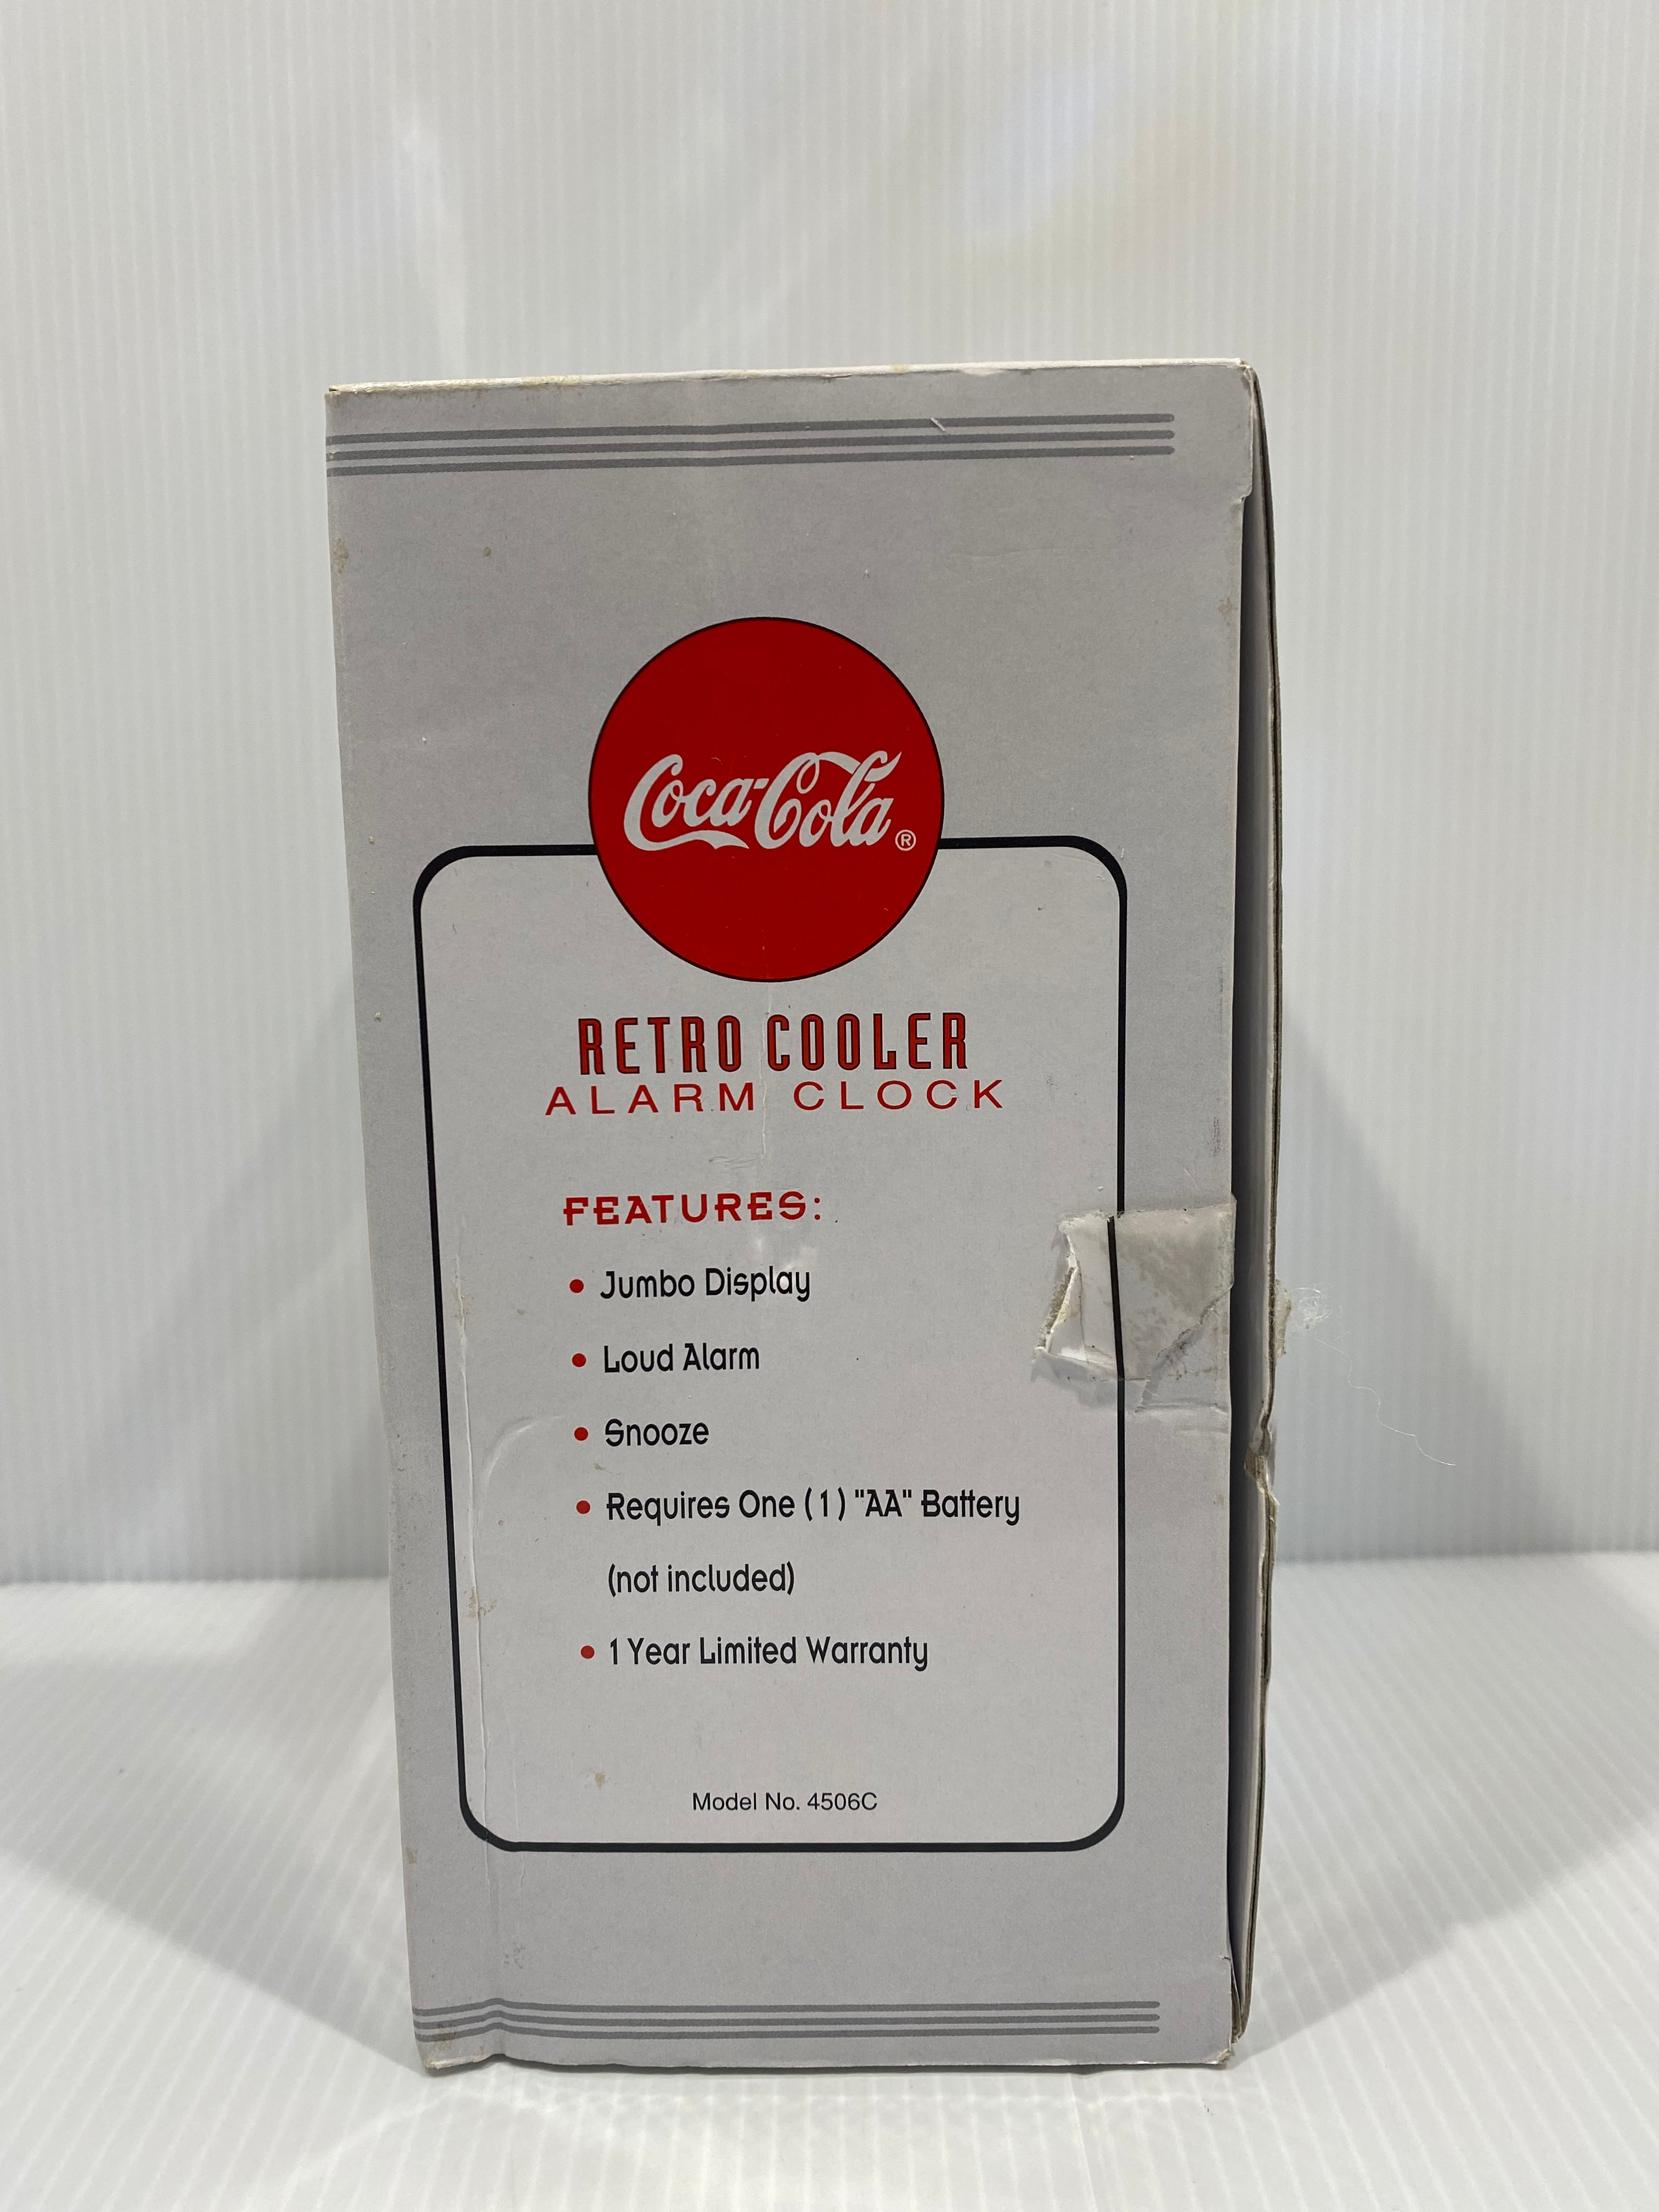 Coca-Cola®
RETRO COOLER
ALARM CLOCK
FEATURES:
• Jumbo Display
• Loud Alarm
• Snooze
• Requires One (1) "AA" Battery
(not included)
• 1 Year Limited Warranty
Model No. 4506C